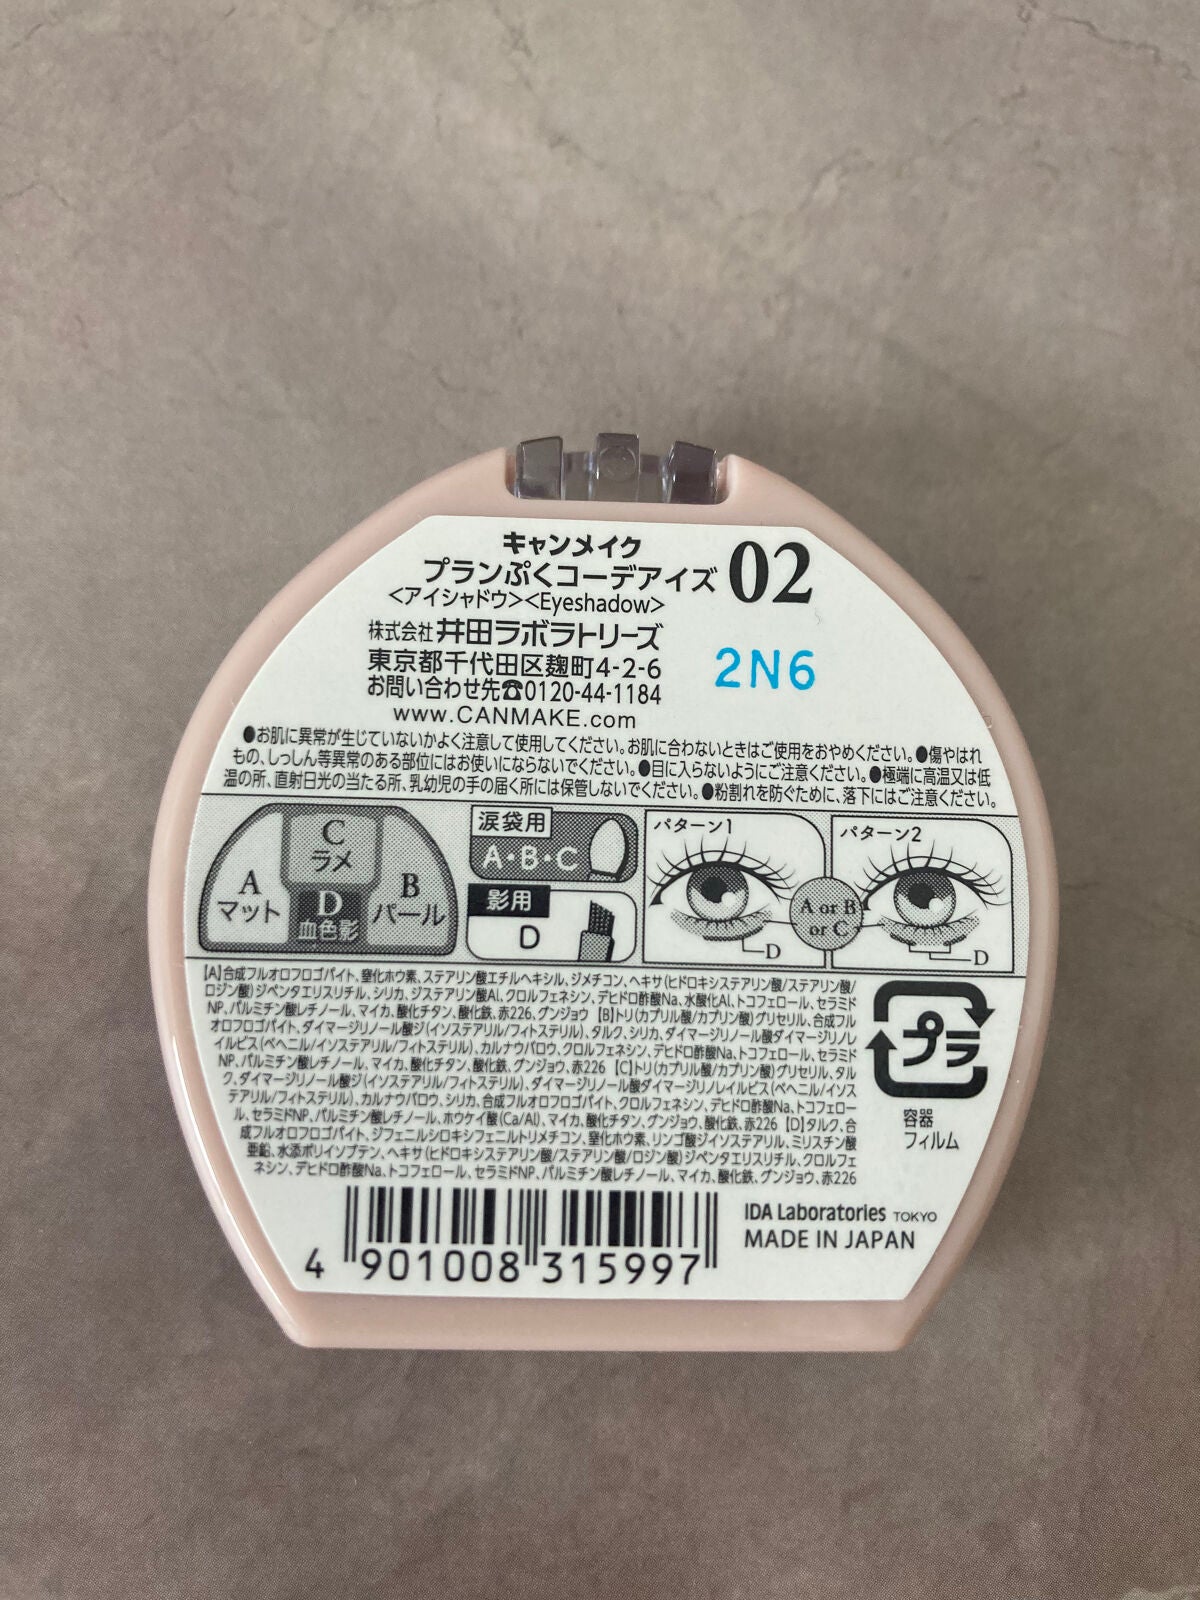 キャンメイク
プランぷくコーデアイズ 02
<アイシャドウ><Eyeshadow>
株式会社 井田ラボラトリーズ
東京都千代田区麹町4-2-6
お問い合わせ先☎0120-44-1184
www.CANMAKE.com
2N6
●お肌に異常が生じていないかよく注意して使用してください。お肌に合わないときはご使用をおやめください。●傷やはれ
もの、しっしん等異常のある部位にはお使いにならないでください。●目に入らないようにご注意ください。●極端に高温又は低
温の所、直射日光の当たる所、乳幼児の手の届く所には保管しないでください。●粉割れを防ぐために、落下にはご注意ください。
A
マット
C
ラメ
D
血色影
B
パール
涙袋用
A・B・C
影用
D
パターン1
D
A or B
or C
パターン2
D
【A】合成フルオロフロゴパイト、窒化ホウ素、ステアリン酸エチルヘキシル、ジメチコン、ヘキサ(ヒドロキシステアリン酸/ステアリン酸/
ロジン酸)ジペンタエリスリチル、シリカ、ジステアリン酸Al、クロルフェネシン、デヒドロ酢酸Na、水酸化Al、トコフェロール、セラミド
NP、パルミチン酸レチノール、マイカ、酸化チタン、酸化鉄、赤226、グンジョウ 【B】トリ(カプリル酸/カプリン酸)グリセリル、合成フル
オロフロゴパイト、ダイマージリノール酸ジ(イソステアリル/フィトステリル)、タルク、シリカ、ダイマージリノール酸ダイマージリノレ
イルビス(ベヘニル/イソステアリル/フィトステリル)、カルナウバロウ、クロルフェネシン、デヒドロ酢酸Na、トコフェロール、セラミド
NP、パルミチン酸レチノール、マイカ、酸化チタン、酸化鉄、グンジョウ、赤226 【C】トリ(カプリル酸/カプリン酸)グリセリル、タル
ク、ダイマージリノール酸ジ(イソステアリル/フィトステリル)、ダイマージリノール酸ダイマージリノレイルビス(ベヘニル/イソス
テアリル/フィトステリル)、カルナウバロウ、シリカ、合成フルオロフロゴパイト、クロルフェネシン、デヒドロ酢酸Na、トコフェロー
ル、セラミドNP、パルミチン酸レチノール、ホウケイ酸(Ca/Al)、マイカ、酸化チタン、グンジョウ、酸化鉄、赤226 【D】タルク、合
成フルオロフロゴパイト、ジフェニルシロキシフェニルトリメチコン、窒化ホウ素、リンゴ酸ジイソステアリル、ミリスチン酸
亜鉛、水添ポリイソブテン、ヘキサ(ヒドロキシステアリン酸/ステアリン酸/ロジン酸)ジペンタエリスリチル、クロルフェ
ネシン、デヒドロ酢酸Na、トコフェロール、セラミドNP、パルミチン酸レチノール、マイカ、酸化鉄、グンジョウ、赤226
プラ
容器
フィルム
4 901008 315997
IDA Laboratories TOKYO
MADE IN JAPAN